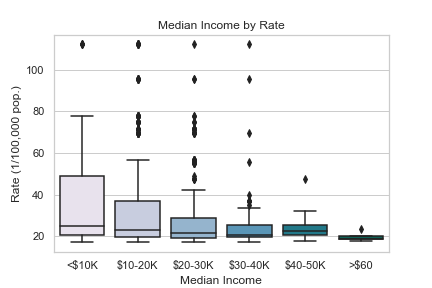 Median Income by Rate
Rate (1/100,000 pop.)
100
80
60
40
20
<$10K $10-20K $20-30K $30-40K $40-50K >$60
Median Income